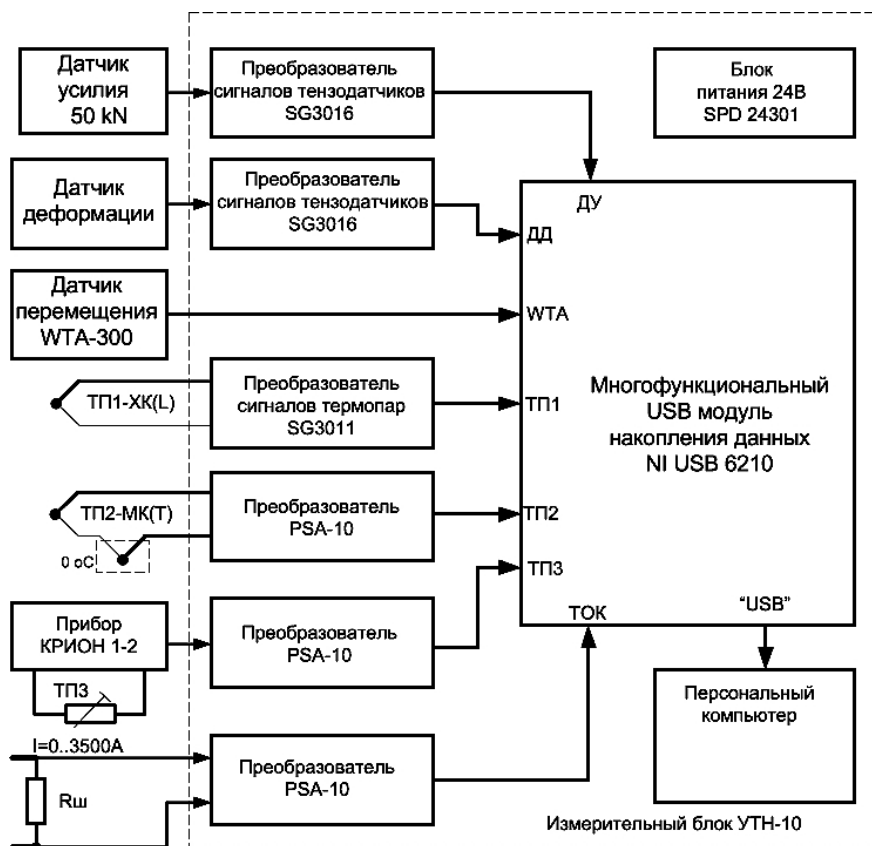 Датчик
усилия
50 kN
Преобразователь
сигналов тензодатчиков
SG3016
Блок
питания 24В
SPD 24301
Датчик
деформации
Преобразователь
сигналов тензодатчиков
SG3016
ДУ
ДД
Датчик
перемещения
WTA-300
WTA
ТП1-ХК(L)
Преобразователь
сигналов термопар
SG3011
ТП1
Многофункциональный
USB модуль
накопления данных
NI USB 6210
ТП2-МК(Т)
0 оС
Преобразователь
PSA-10
ТП2
ТП3
Прибор
КРИОН 1-2
ТП3
Преобразователь
PSA-10
ТОК
“USB”
Персональный
компьютер
I=0..3500A
Rш
Преобразователь
PSA-10
Измерительный блок УТН-10